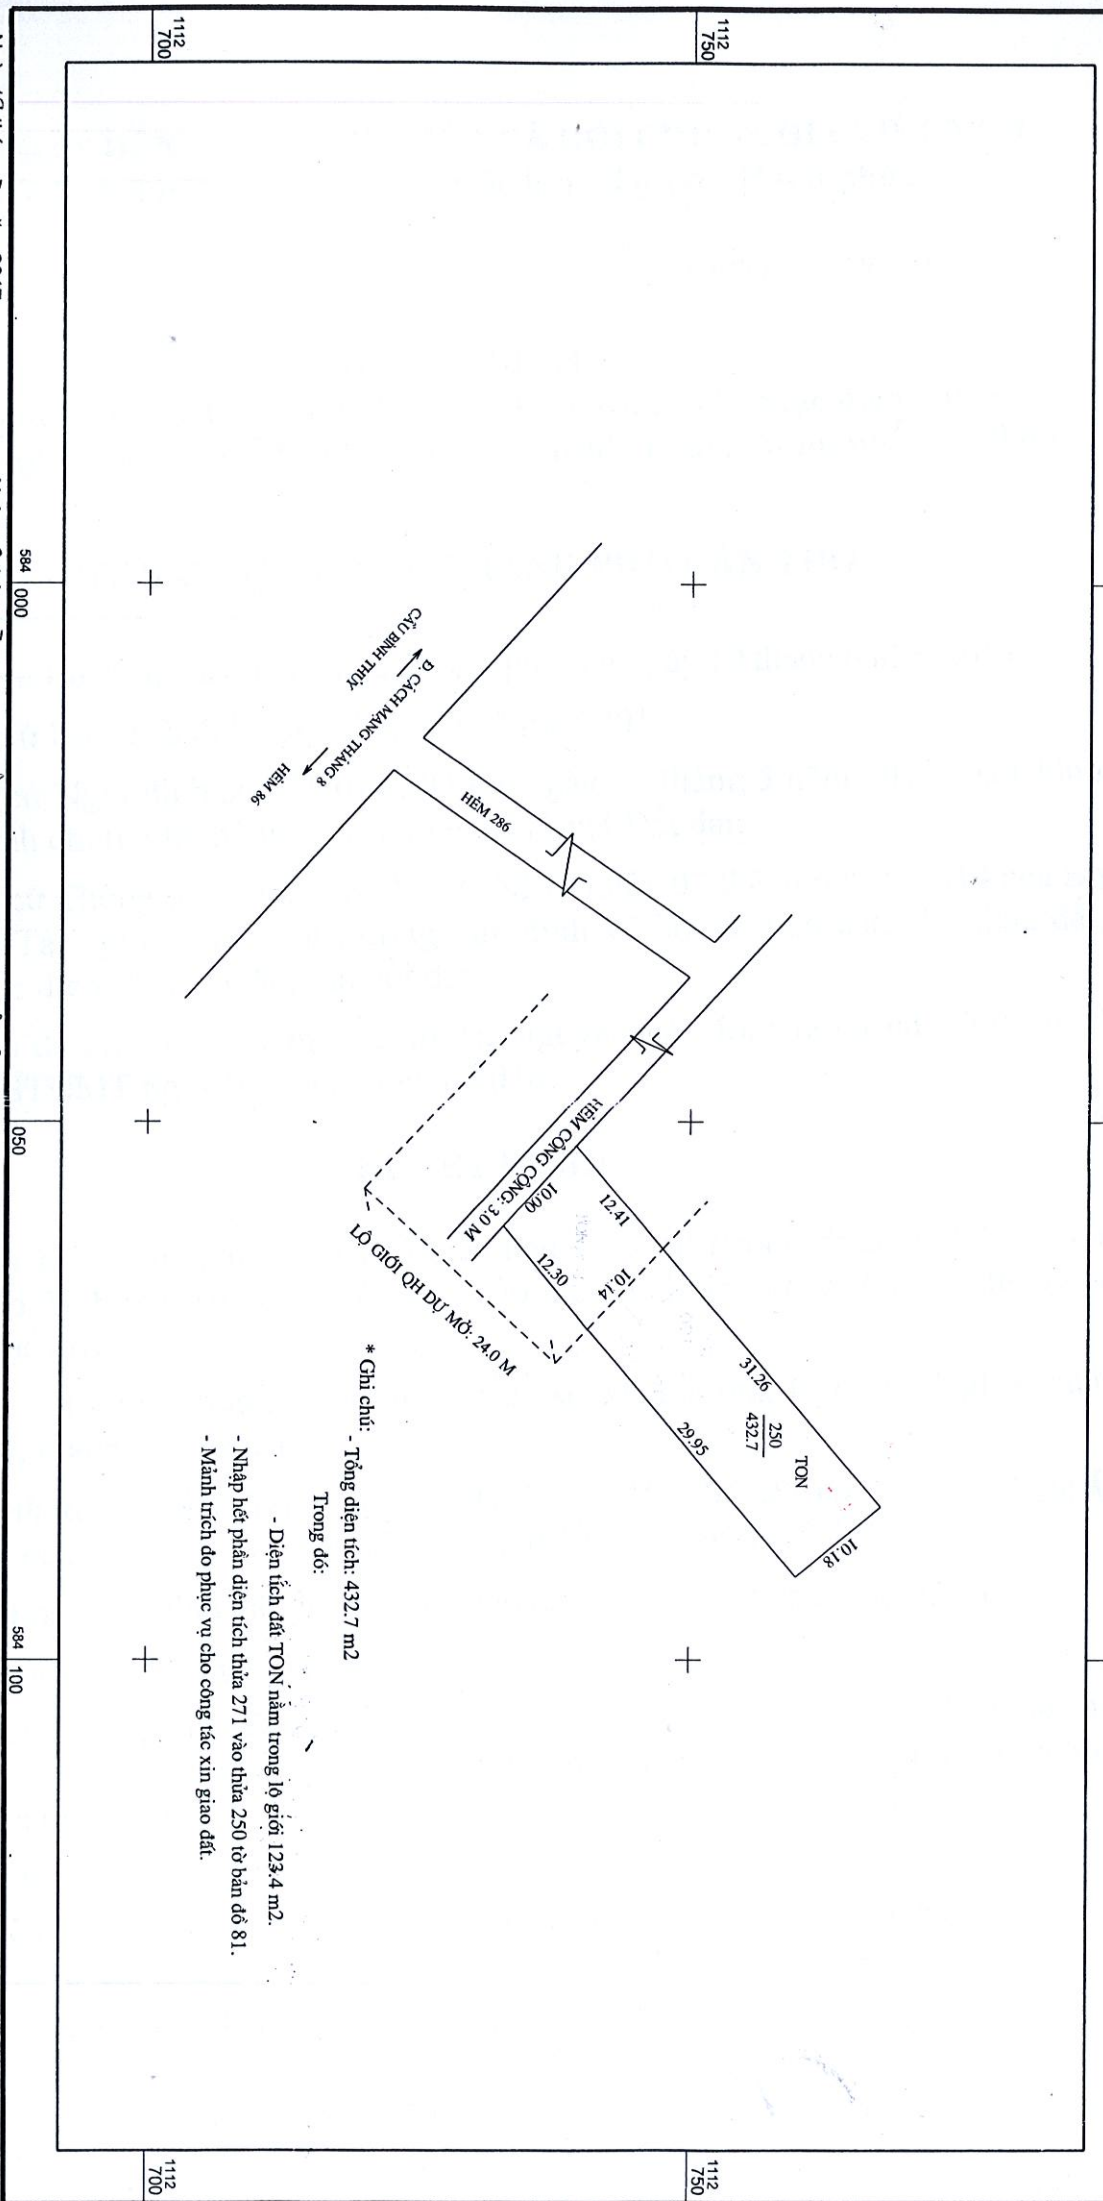 1112
700
1112
750
584
000
050
584
100
1112
700
1112
750
CẦU BÌNH THỦY
Đ. CÁCH MẠNG THÁNG 8
HẺM 86
HẺM 286
HẺM CÔNG CỘNG: 3.0 M
10.00
12.41
12.30
10.14
31.26
29.95
10.18
TON
250
432.7
LỘ GIỚI QH DỰ MỞ: 24.0 M
* Ghi chú:
- Tổng diện tích: 432.7 m2
Trong đó:
- Diện tích đất TON nằm trong lộ giới 123.4 m2.
- Nhập hết phần diện tích thửa 271 vào thửa 250 tờ bản đồ 81.
- Mảnh trích đo phục vụ cho công tác xin giao đất.